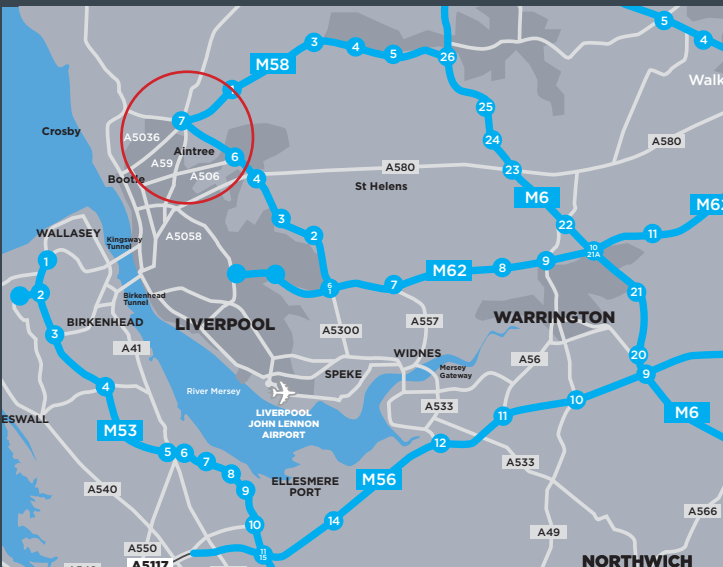 5
4
3
4
5
26
M58
1
Walk
25
7
Crosby
A5036
24
A580
Aintree
A59
6
23
A580
A506
4
Bootle
St Helens
M6
M62
3
22
WALLASEY
A5058
2
11
Kingsway
Tunnel
10
21A
1
9
8
M62
7
6
1
2
21
Birkenhead
Tunnel
BIRKENHEAD
LIVERPOOL
A5300
A557
WARRINGTON
3
A41
WIDNES
A56
20
SPEKE
Mersey
Gateway
9
4
River Mersey
10
A533
M6
LIVERPOOL
JOHN LENNON
AIRPORT
11
ESWALL
M53
12
5
6
7
A533
8
ELLESMERE
PORT
M56
A540
9
A566
14
10
A49
A550
11
15
A5117
NORTHWICH